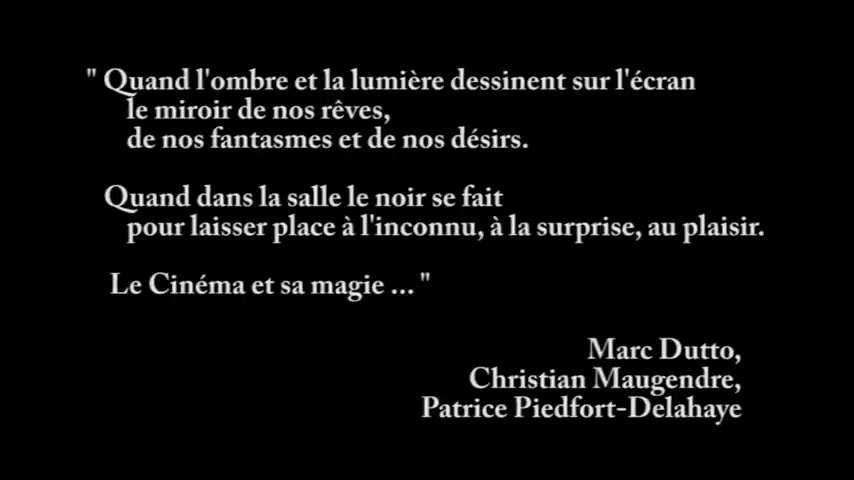 " Quand l'ombre et la lumière dessinent sur l'écran
le miroir de nos rêves,
de nos fantasmes et de nos désirs.
Quand dans la salle le noir se fait
pour laisser place à l'inconnu, à la surprise, au plaisir.
Le Cinéma et sa magie ... "
Marc Dutto,
Christian Maugendre,
Patrice Piedfort-Delahaye